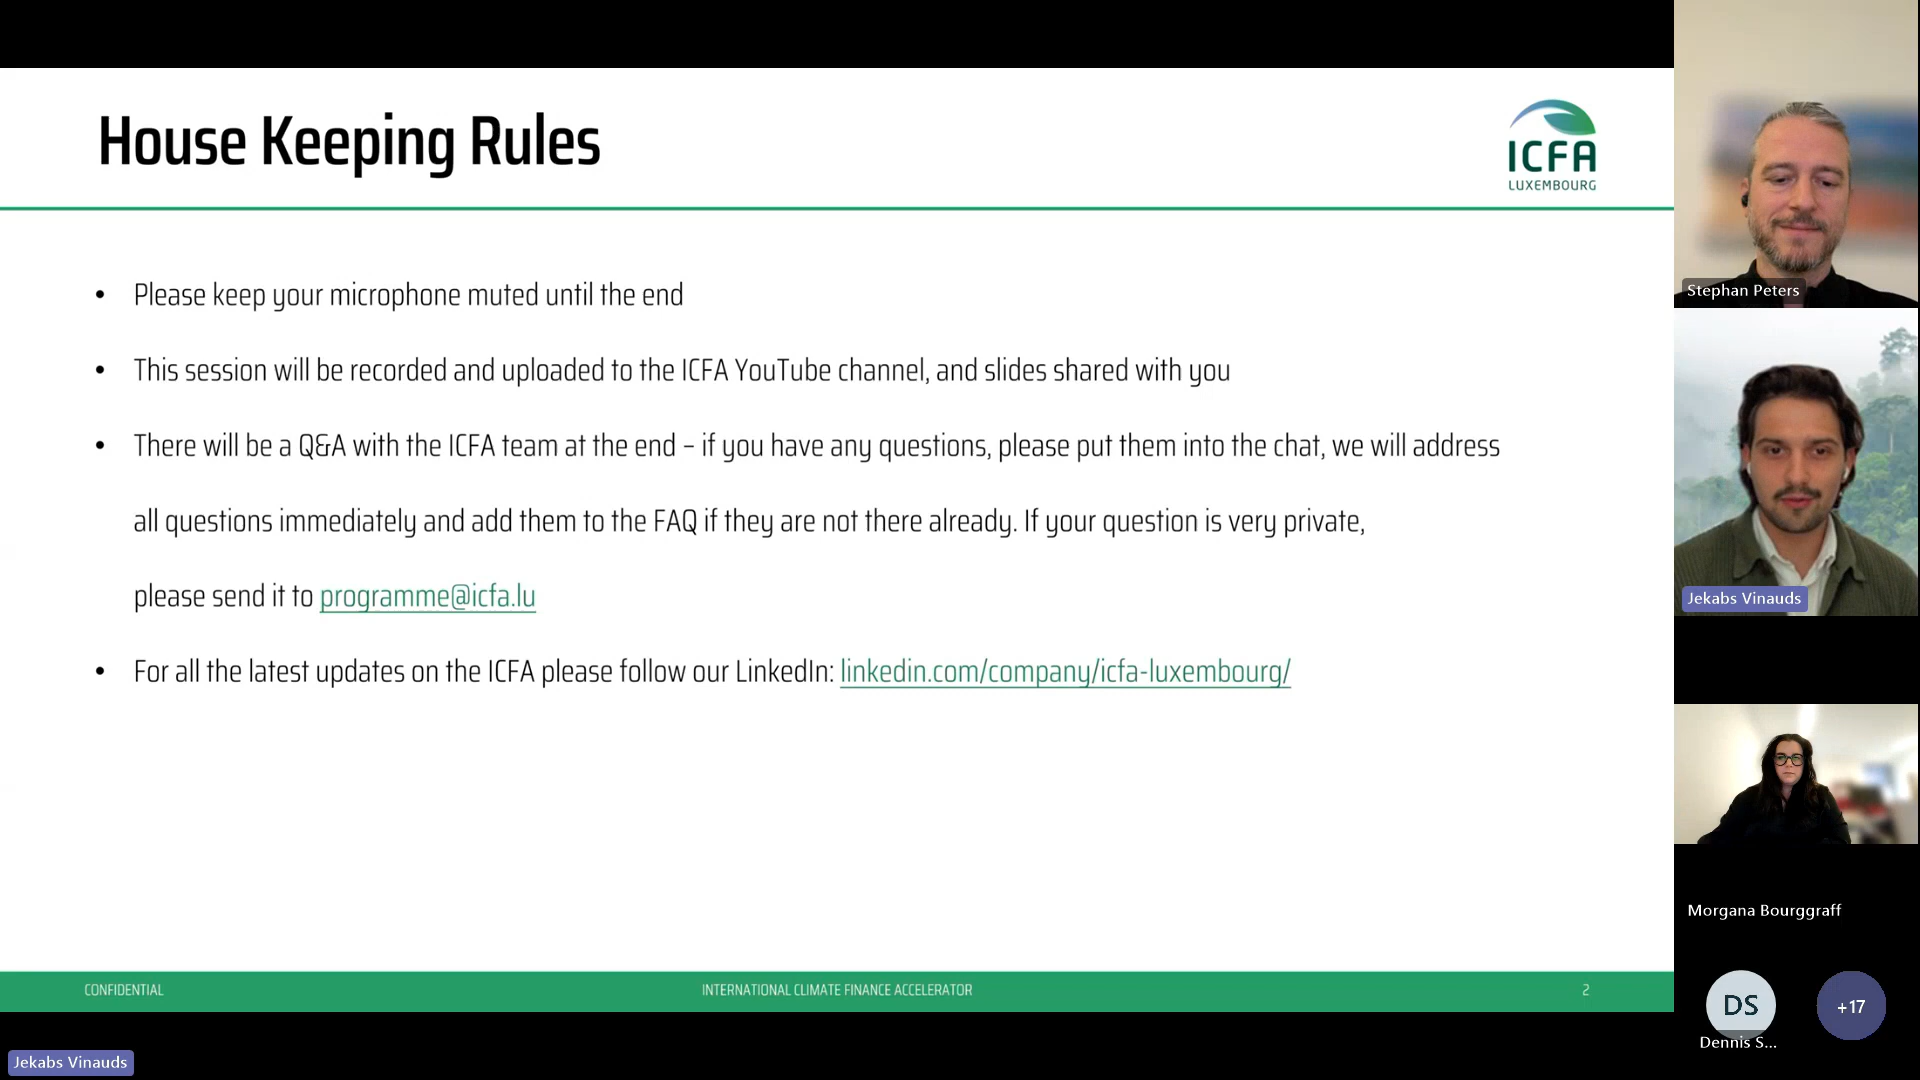 House Keeping Rules
ICFA
LUXEMBOURG
• Please keep your microphone muted until the end
• This session will be recorded and uploaded to the ICFA YouTube channel, and slides shared with you
• There will be a Q&A with the ICFA team at the end – if you have any questions, please put them into the chat, we will address
all questions immediately and add them to the FAQ if they are not there already. If your question is very private,
please send it to programme@icfa.lu
• For all the latest updates on the ICFA please follow our LinkedIn: linkedin.com/company/icfa-luxembourg/
CONFIDENTIAL
INTERNATIONAL CLIMATE FINANCE ACCELERATOR
2
Jekabs Vinauds
Stephan Peters
Jekabs Vinauds
Morgana Bourggraff
DS
+17
Dennis S...